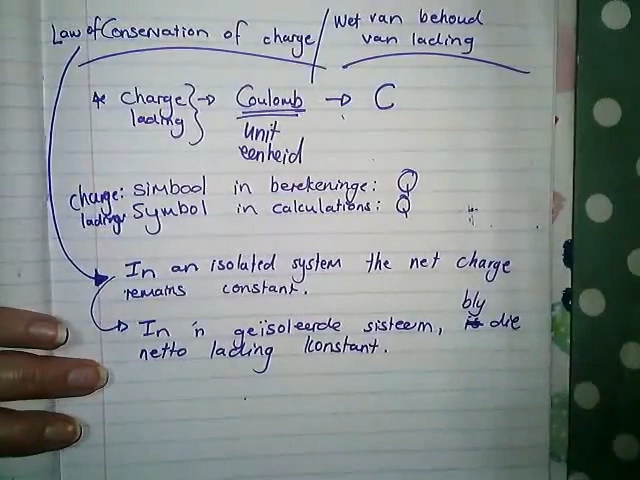 Law of Conservation of charge / Wet van behoud
van lading
* Charge } → Coulomb → C
lading
unit
eenheid
charge: simbool in berekeninge: Q
lading: Symbol in calculations: Q
In an isolated system the net charge
remains constant.
In 'n geïsoleerde sisteem, bly die
netto lading konstant.